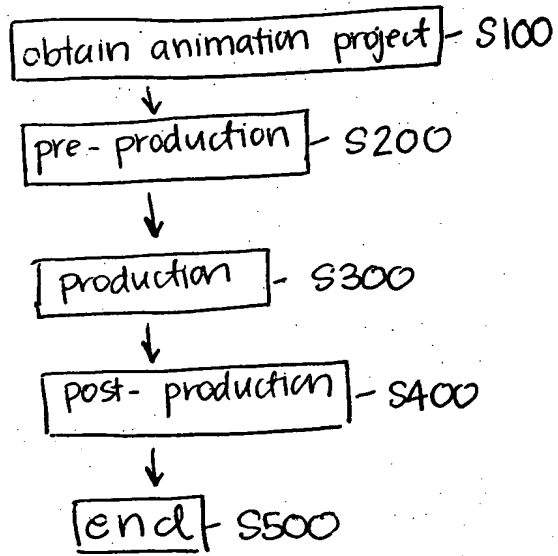 obtain animation project - S100
pre-production - S200
production - S300
post-production - S400
end - S500